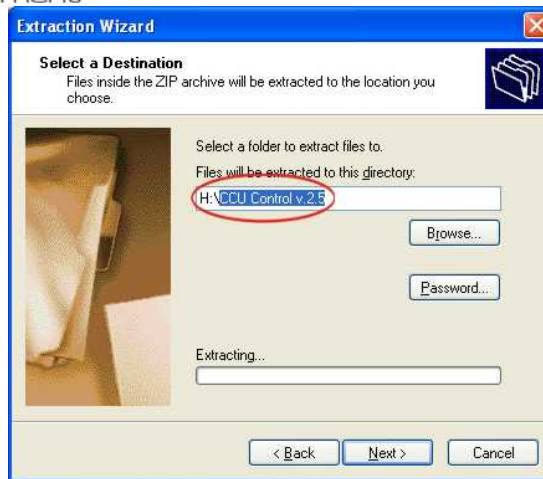 Extraction Wizard
Select a Destination
Files inside the ZIP archive will be extracted to the location you
choose.
Select a folder to extract files to.
Files will be extracted to this directory:
H:\CCU Control v.2.5
Browse...
Password...
Extracting...
< Back
Next >
Cancel